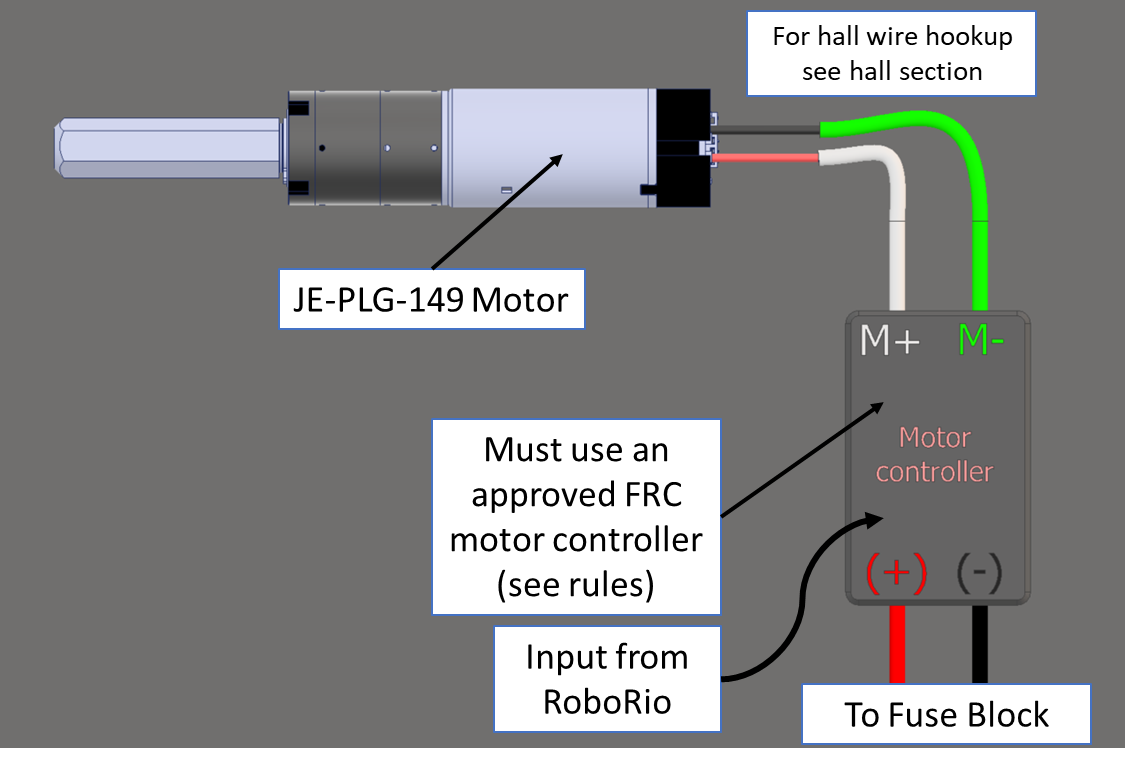 For hall wire hookup
see hall section
JE-PLG-149 Motor
M+ M-
Motor
controller
Must use an
approved FRC
motor controller
(see rules)
(+) (-)
Input from
RoboRio
To Fuse Block